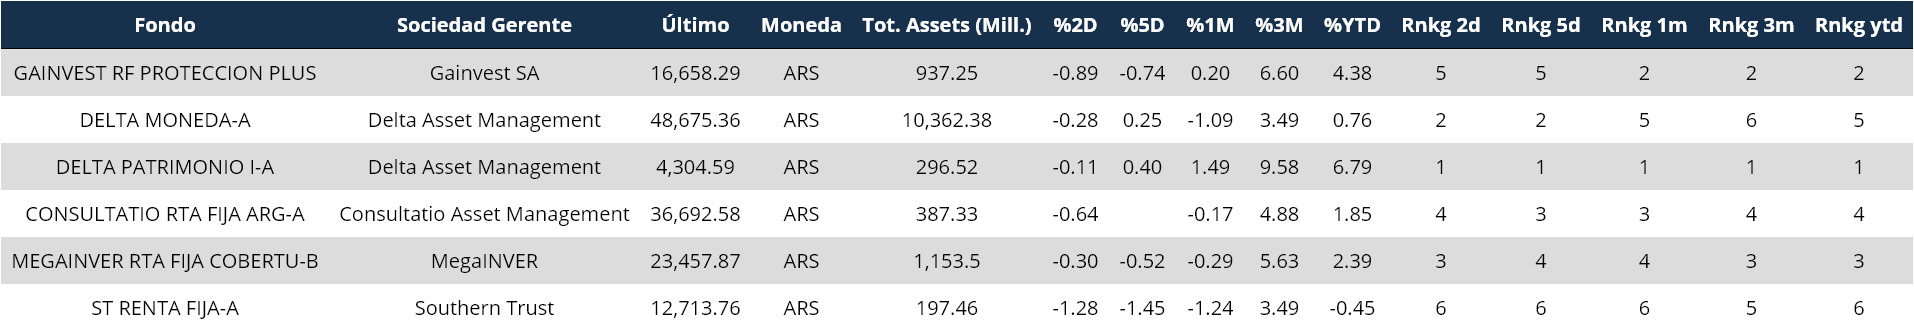 Fondo Sociedad Gerente Último Moneda Tot. Assets (Mill.) %2D %5D %1M %3M %YTD Rnkg 2d Rnkg 5d Rnkg 1m Rnkg 3m Rnkg ytd
GAINVEST RF PROTECCION PLUS Gainvest SA 16,658.29 ARS 937.25 -0.89 -0.74 0.20 6.60 4.38 5 5 2 2 2
DELTA MONEDA-A Delta Asset Management 48,675.36 ARS 10,362.38 -0.28 0.25 -1.09 3.49 0.76 2 2 5 6 5
DELTA PATRIMONIO I-A Delta Asset Management 4,304.59 ARS 296.52 -0.11 0.40 1.49 9.58 6.79 1 1 1 1 1
CONSULTATIO RTA FIJA ARG-A Consultatio Asset Management 36,692.58 ARS 387.33 -0.64 -0.17 4.88 1.85 4 3 3 4 4
MEGAINVER RTA FIJA COBERTU-B MegaINVER 23,457.87 ARS 1,153.5 -0.30 -0.52 -0.29 5.63 2.39 3 4 4 3 3
ST RENTA FIJA-A Southern Trust 12,713.76 ARS 197.46 -1.28 -1.45 -1.24 3.49 -0.45 6 6 6 5 6